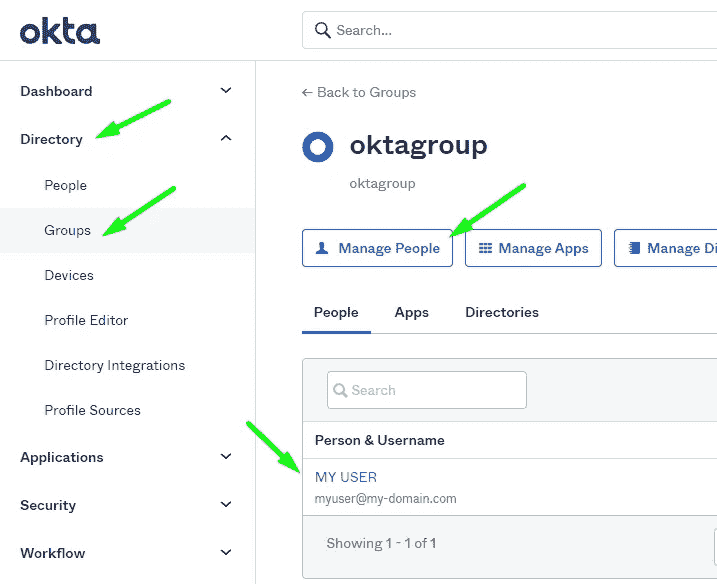 okta
Search...
Dashboard
Directory
People
Groups
Devices
Profile Editor
Directory Integrations
Profile Sources
Applications
Security
Workflow
← Back to Groups
oktagroup
oktagroup
Manage People
Manage Apps
Manage Di
People
Apps
Directories
Search
Person & Username
MY USER
myuser@my-domain.com
Showing 1 - 1 of 1